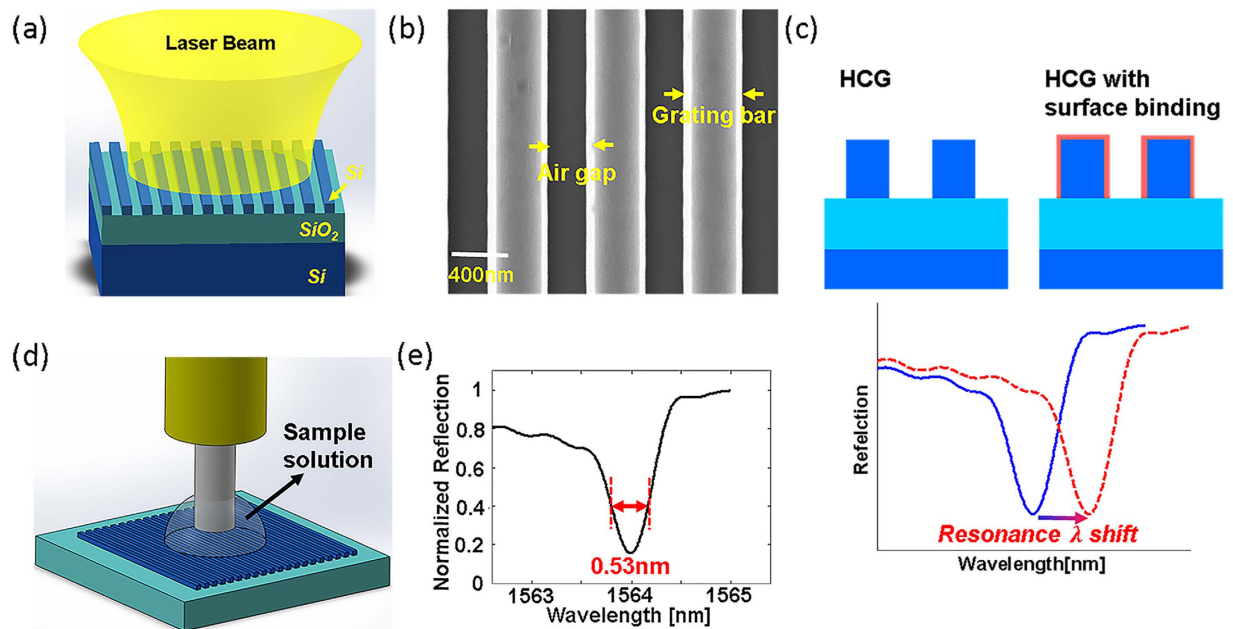 (a)
Laser Beam
Si
SiO2
Si
(b)
Grating bar
Air gap
400nm
(c)
HCG
HCG with
surface binding
Refelction
Resonance λ shift
Wavelength[nm]
(d)
Sample
solution
(e)
Normalized Reflection
1
0.8
0.6
0.4
0.2
0
0.53nm
1563
1564
1565
Wavelength [nm]